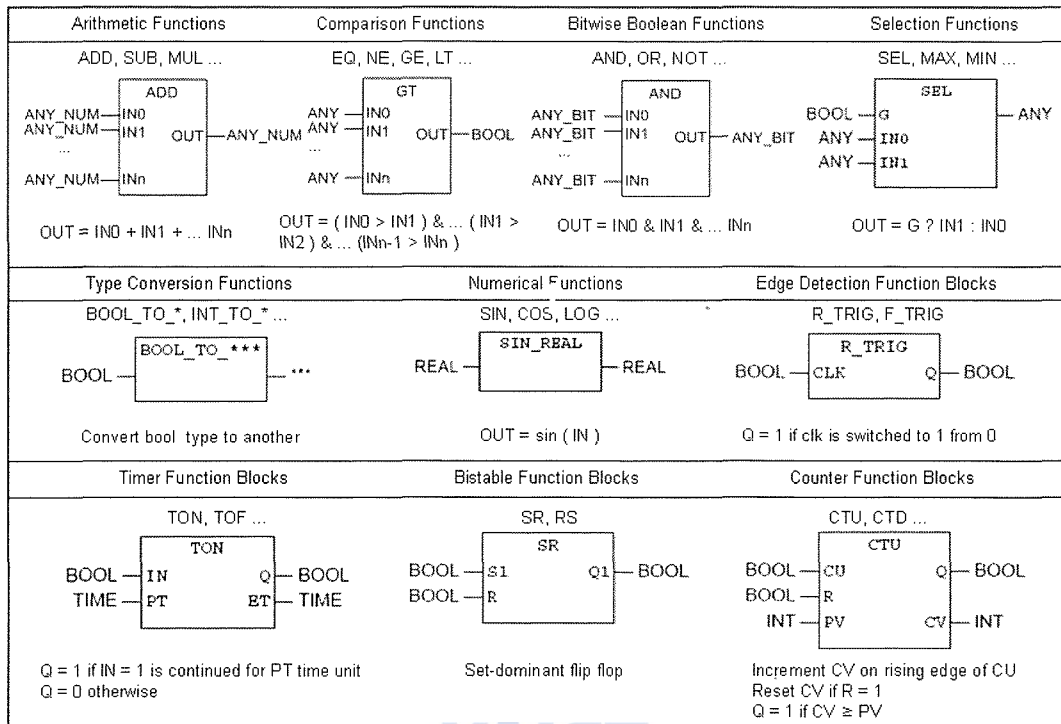 Arithmetic Functions
Comparison Functions
Bitwise Boolean Functions
Selection Functions
ADD, SUB, MUL ...
EQ, NE, GE, LT ...
AND, OR, NOT ...
SEL, MAX, MIN ...
ADD
ANY_NUM IN0
ANY_NUM IN1
OUT ANY_NUM
...
ANY_NUM INn
GT
ANY IN0
ANY IN1
OUT BOOL
...
ANY INn
AND
ANY_BIT IN0
ANY_BIT IN1
OUT ANY_BIT
...
ANY_BIT INn
SEL
BOOL G
ANY
ANY IN0
ANY IN1
OUT = IN0 + IN1 + ... INn
OUT = ( IN0 > IN1 ) & ... ( IN1 >
IN2 ) & ... (INn-1 > INn )
OUT = IN0 & IN1 & ... INn
OUT = G ? IN1 : IN0
Type Conversion Functions
Numerical Functions
Edge Detection Function Blocks
BOOL_TO_*, INT_TO_* ...
SIN, COS, LOG ...
R_TRIG, F_TRIG
BOOL_TO_***
BOOL ***
SIN_REAL
REAL REAL
R_TRIG
BOOL CLK Q BOOL
Convert bool type to another
OUT = sin ( IN )
Q = 1 if clk is switched to 1 from 0
Timer Function Blocks
Bistable Function Blocks
Counter Function Blocks
TON, TOF ...
SR, RS
CTU, CTD ...
TON
BOOL IN Q BOOL
TIME PT ET TIME
SR
BOOL S1 Q1 BOOL
BOOL R
CTU
BOOL CU Q BOOL
BOOL R
INT PV CV INT
Q = 1 if IN = 1 is continued for PT time unit
Q = 0 otherwise
Set-dominant flip flop
Increment CV on rising edge of CU
Reset CV if R = 1
Q = 1 if CV ≥ PV